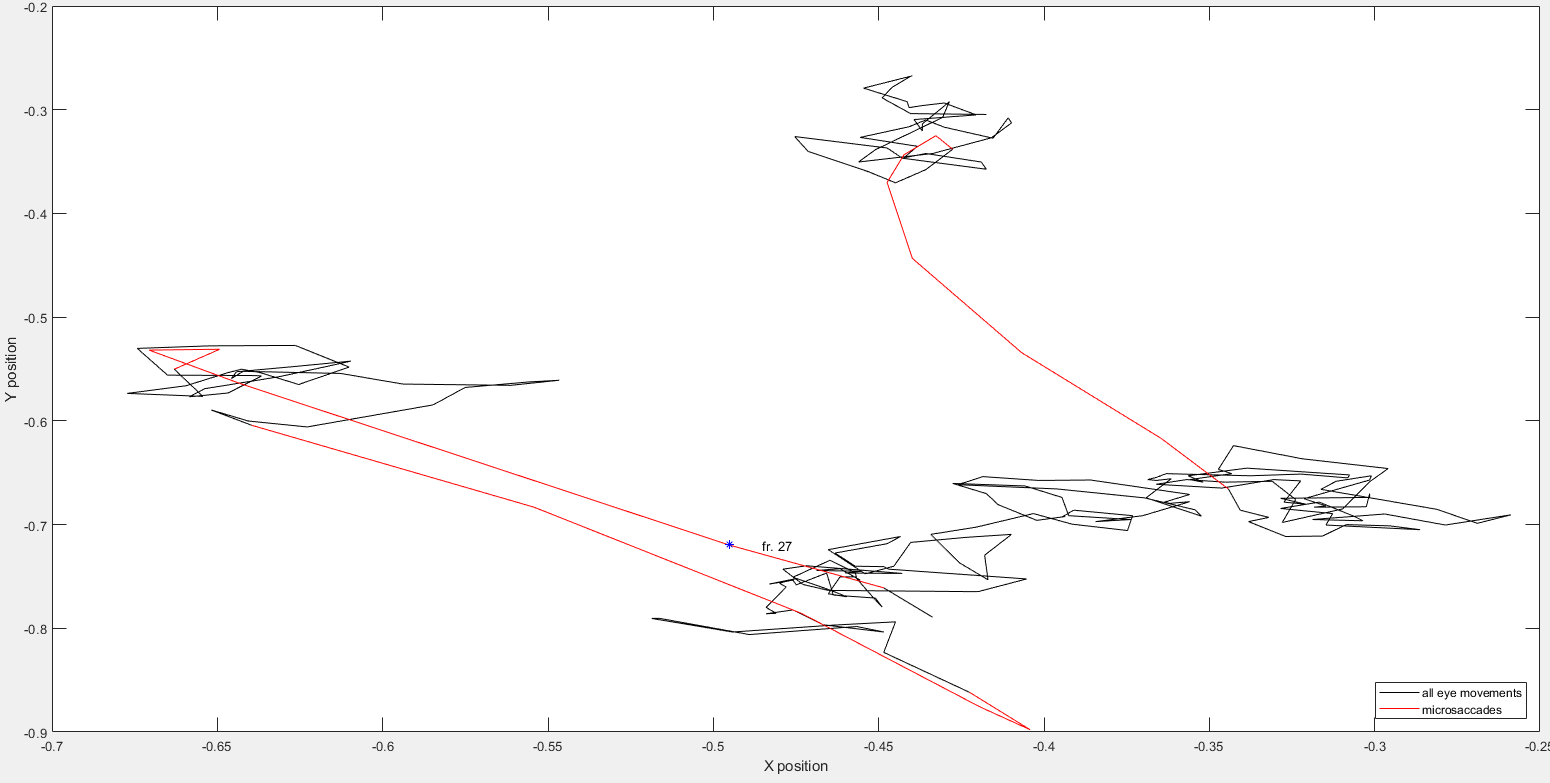 -0.2
-0.3
-0.4
-0.5
-0.6
-0.7
-0.8
-0.9
Y position
fr. 27
all eye movements
microsaccades
-0.7 -0.65 -0.6 -0.55 -0.5 -0.45 -0.4 -0.35 -0.3 -0.25
X position